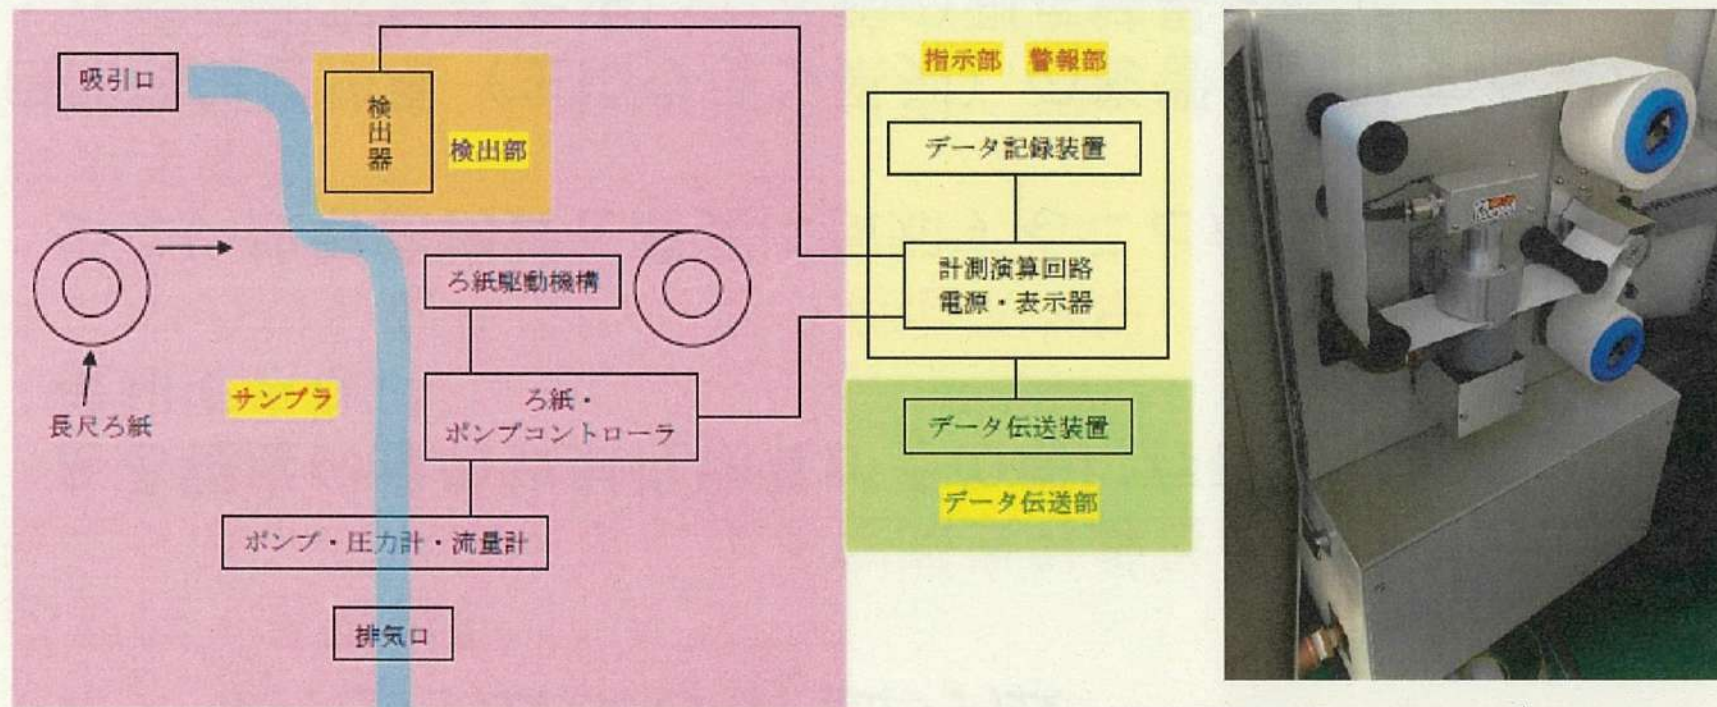 吸引口
検出器
検出部
指示部 警報部
データ記録装置
計測演算回路
電源・表示器
ろ紙駆動機構
サンプラ
長尺ろ紙
ろ紙・
ポンプコントローラ
データ伝送装置
データ伝送部
ポンプ・圧力計・流量計
排気口